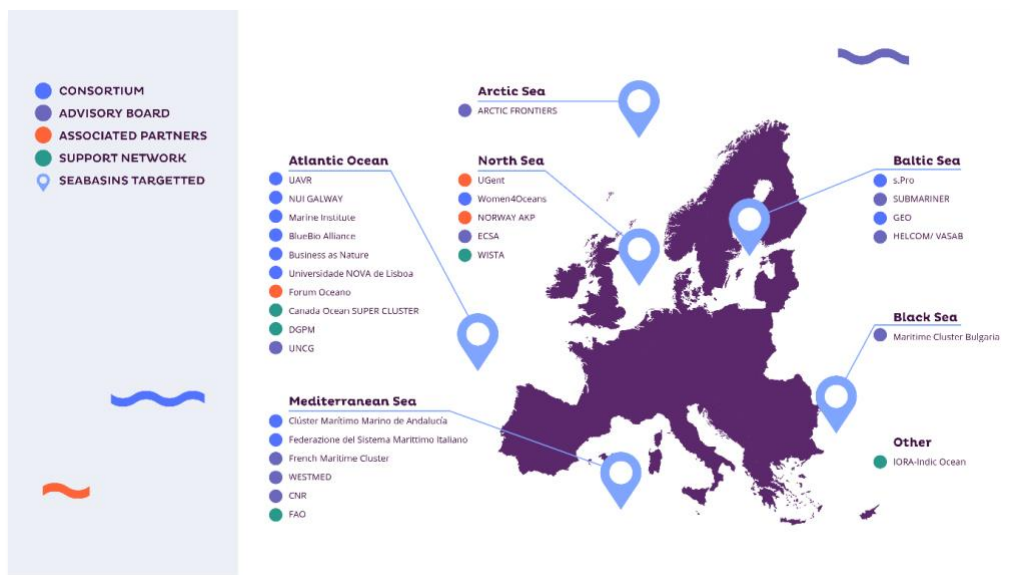 CONSORTIUM
ADVISORY BOARD
ASSOCIATED PARTNERS
SUPPORT NETWORK
SEABASINS TARGETTED
Arctic Sea
ARCTIC FRONTIERS
Atlantic Ocean
UAVR
NUI GALWAY
Marine Institute
BlueBio Alliance
Business as Nature
Universidade NOVA de Lisboa
Forum Oceano
Canada Ocean SUPER CLUSTER
DGPM
UNCG
North Sea
UGent
Women4Oceans
NORWAY AKP
ECSA
WISTA
Baltic Sea
s.Pro
SUBMARINER
GEO
HELCOM/ VASAB
Black Sea
Maritime Cluster Bulgaria
Mediterranean Sea
Clúster Marítimo Marino de Andalucía
Federazione del Sistema Marittimo Italiano
French Maritime Cluster
WESTMED
CNR
FAO
Other
IORA-Indic Ocean